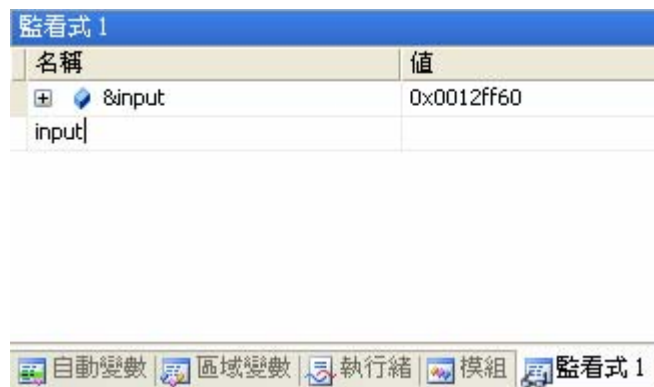 監看式 1
名稱 值
&input 0x0012ff60
input
自動變數 區域變數 執行緒 模組 監看式 1